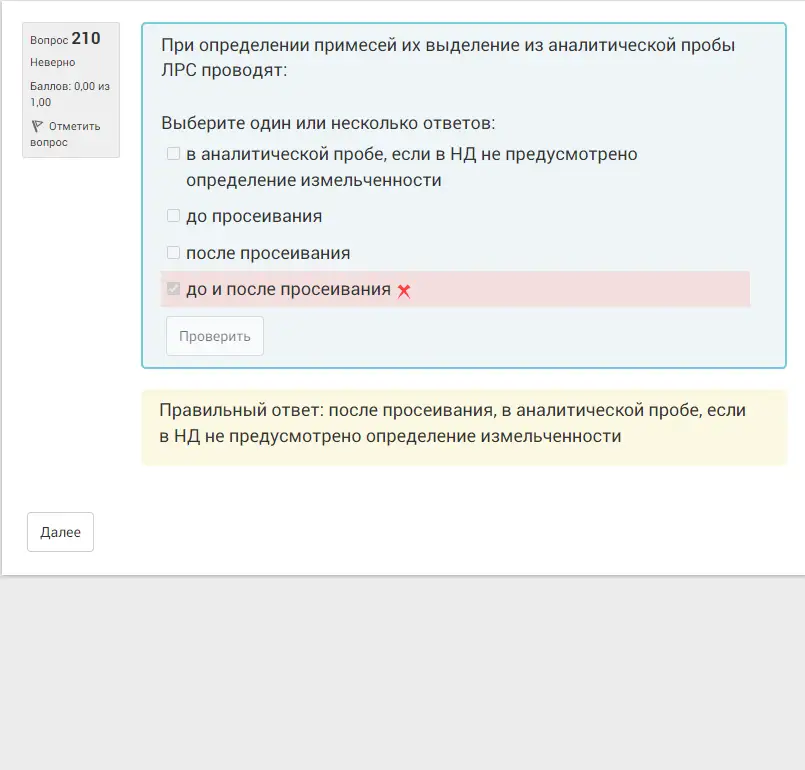 Вопрос 210
Неверно
Баллов: 0,00 из
1,00
Отметить
вопрос
При определении примесей их выделение из аналитической пробы
ЛРС проводят:
Выберите один или несколько ответов:
в аналитической пробе, если в НД не предусмотрено
определение измельченности
до просеивания
после просеивания
до и после просеивания
Проверить
Правильный ответ: после просеивания, в аналитической пробе, если
в НД не предусмотрено определение измельченности
Далее